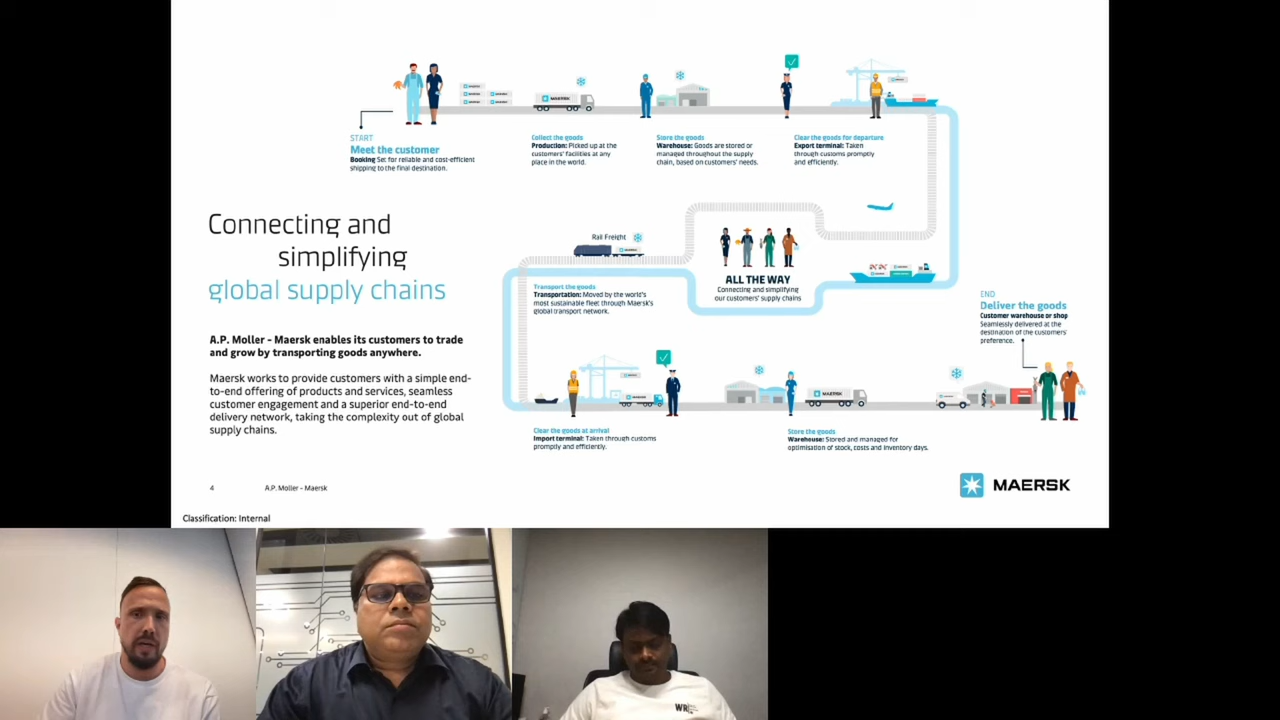 START
Meet the customer
Booking Set for reliable and cost-efficient
shipping to the final destination.
MAERSK
Collect the goods
Production: Picked up at the
customers' facilities at any
place in the world.
Store the goods
Warehouse: Goods are stored or
managed throughout the supply
chain, based on customers' needs.
Clear the goods for departure
Export terminal: Taken
through customs promptly
and efficiently.
Connecting and
simplifying
global supply chains
Rail Freight
ALL THE WAY
Connecting and simplifying
our customers' supply chains
Transport the goods
Transportation: Moved by the world's
most sustainable fleet through Maersk's
global transport network.
END
Deliver the goods
Customer warehouse or shop
Seamlessly delivered at the
destination of the customers'
preference.
A.P. Moller - Maersk enables its customers to trade
and grow by transporting goods anywhere.
Maersk works to provide customers with a simple end-
to-end offering of products and services, seamless
customer engagement and a superior end-to-end
delivery network, taking the complexity out of global
supply chains.
MAERSK
Clear the goods at arrival
Import terminal: Taken through customs
promptly and efficiently.
Store the goods
Warehouse: Stored and managed for
optimisation of stock, costs and inventory days.
4
A.P. Moller - Maersk
MAERSK
Classification: Internal